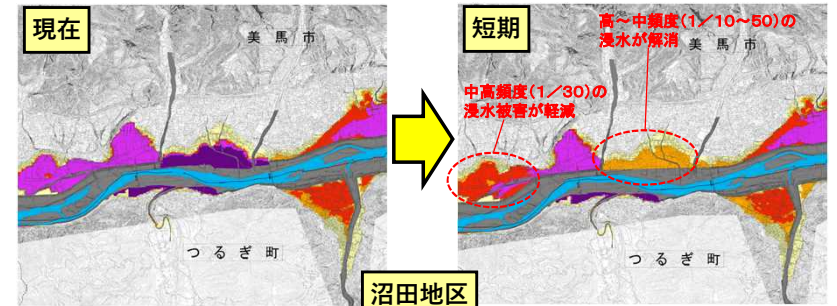 現在
美馬市
つるぎ町
短期
高～中頻度(1／10～50)の
浸水が解消
美馬市
中高頻度(1／30)の
浸水被害が軽減
つるぎ町
沼田地区